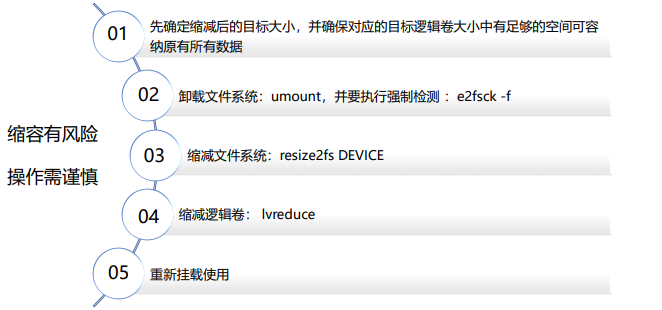 缩容有风险
操作需谨慎
01
先确定缩减后的目标大小，并确保对应的目标逻辑卷大小中有足够的空间可容
纳原有所有数据
02
卸载文件系统：umount，并要执行强制检测 ：e2fsck -f
03
缩减文件系统：resize2fs DEVICE
04
缩减逻辑卷： lvreduce
05
重新挂载使用